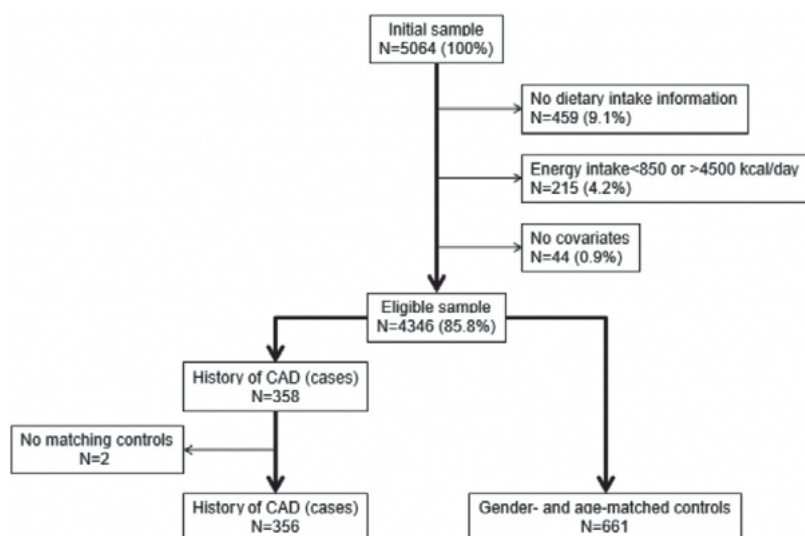 Initial sample
N=5064 (100%)
No dietary intake information
N=459 (9.1%)
Energy intake<850 or >4500 kcal/day
N=215 (4.2%)
No covariates
N=44 (0.9%)
Eligible sample
N=4346 (85.8%)
History of CAD (cases)
N=358
No matching controls
N=2
History of CAD (cases)
N=356
Gender- and age-matched controls
N=661